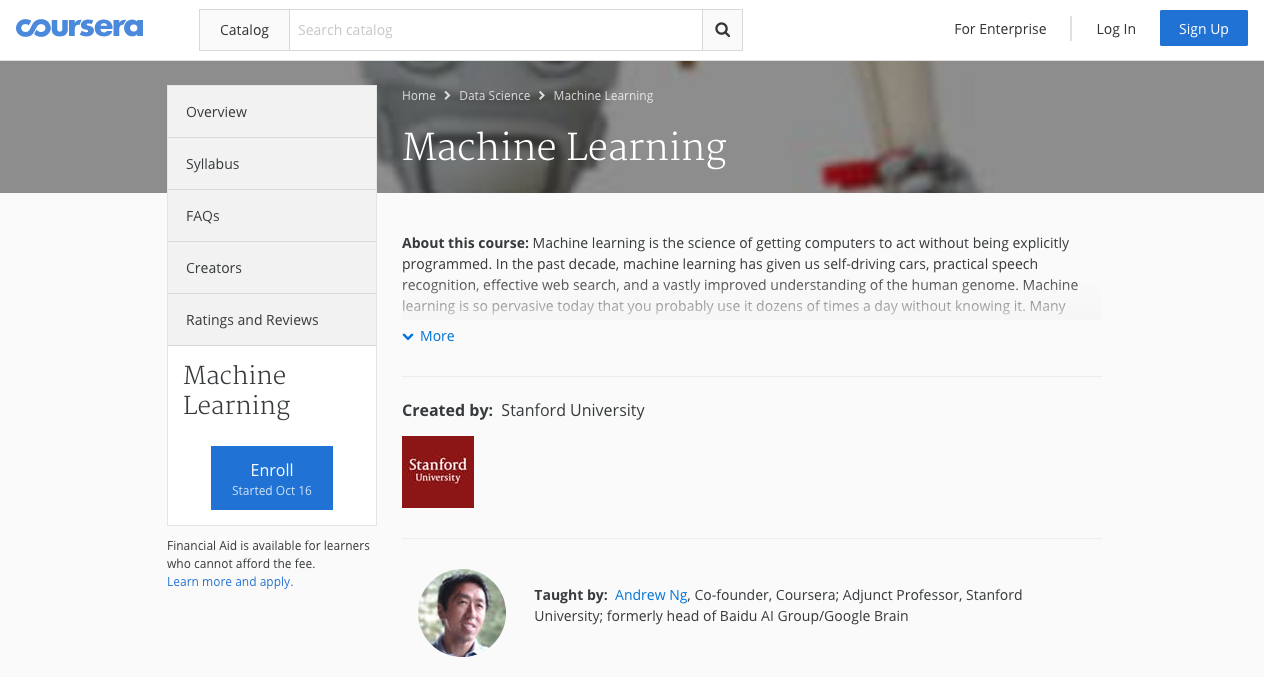 coursera
Catalog
Search catalog
For Enterprise
Log In
Sign Up
Overview
Syllabus
FAQs
Creators
Ratings and Reviews
Machine
Learning
Enroll
Started Oct 16
Financial Aid is available for learners
who cannot afford the fee.
Learn more and apply.
Home > Data Science > Machine Learning
Machine Learning
About this course: Machine learning is the science of getting computers to act without being explicitly
programmed. In the past decade, machine learning has given us self-driving cars, practical speech
recognition, effective web search, and a vastly improved understanding of the human genome. Machine
learning is so pervasive today that you probably use it dozens of times a day without knowing it. Many
More
Created by: Stanford University
Stanford
University
Taught by: Andrew Ng, Co-founder, Coursera; Adjunct Professor, Stanford
University; formerly head of Baidu AI Group/Google Brain